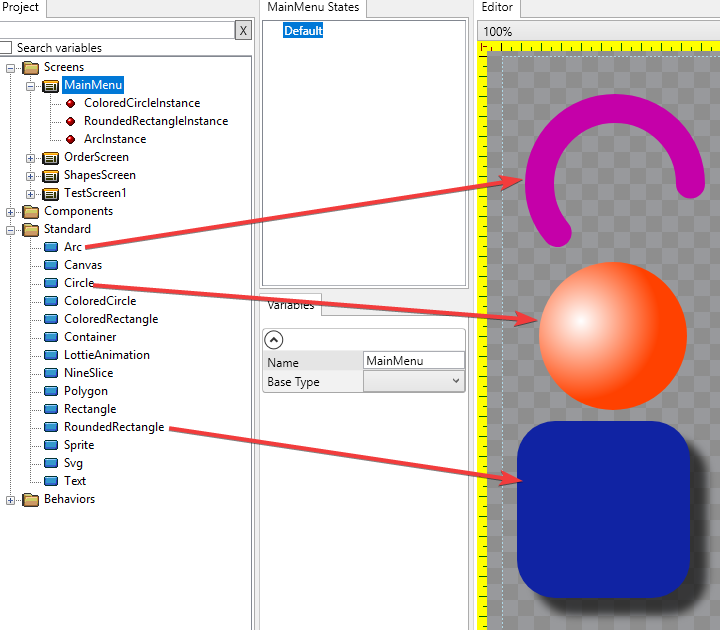 Project
X
Search variables
Screens
MainMenu
ColoredCircleInstance
RoundedRectangleInstance
ArcInstance
OrderScreen
ShapesScreen
TestScreen1
Components
Standard
Arc
Canvas
Circle
ColoredCircle
ColoredRectangle
Container
LottieAnimation
NineSlice
Polygon
Rectangle
RoundedRectangle
Sprite
Svg
Text
Behaviors
MainMenu States
Default
Variables
Name MainMenu
Base Type
Editor
100%